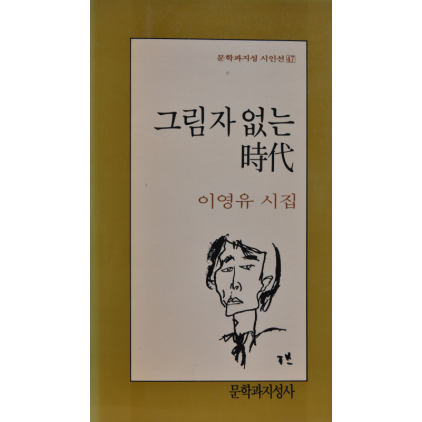 문학과지성 시인선 47
그림자 없는
時代
이영유 시집
문학과지성사